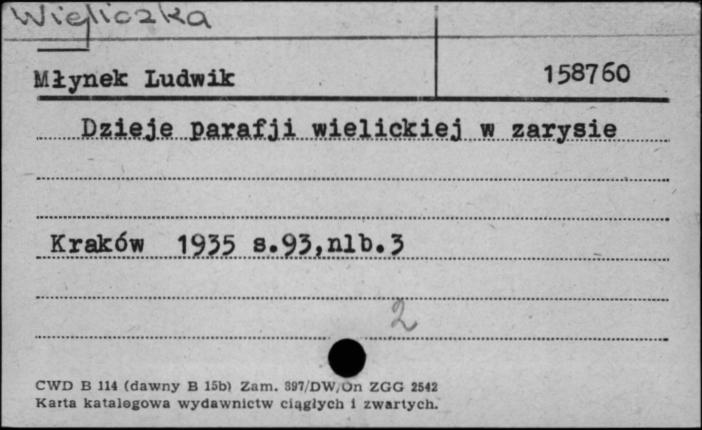 Wieliczka
Młynek Ludwik 158760
Dzieje parafji wielickiej w zarysie
Kraków 1935 s.93,nlb.3
2
CWD B 114 (dawny B 15b) Zam. 397/DW/On ZGG 2542
Karta katalogowa wydawnictw ciągłych i zwartych.